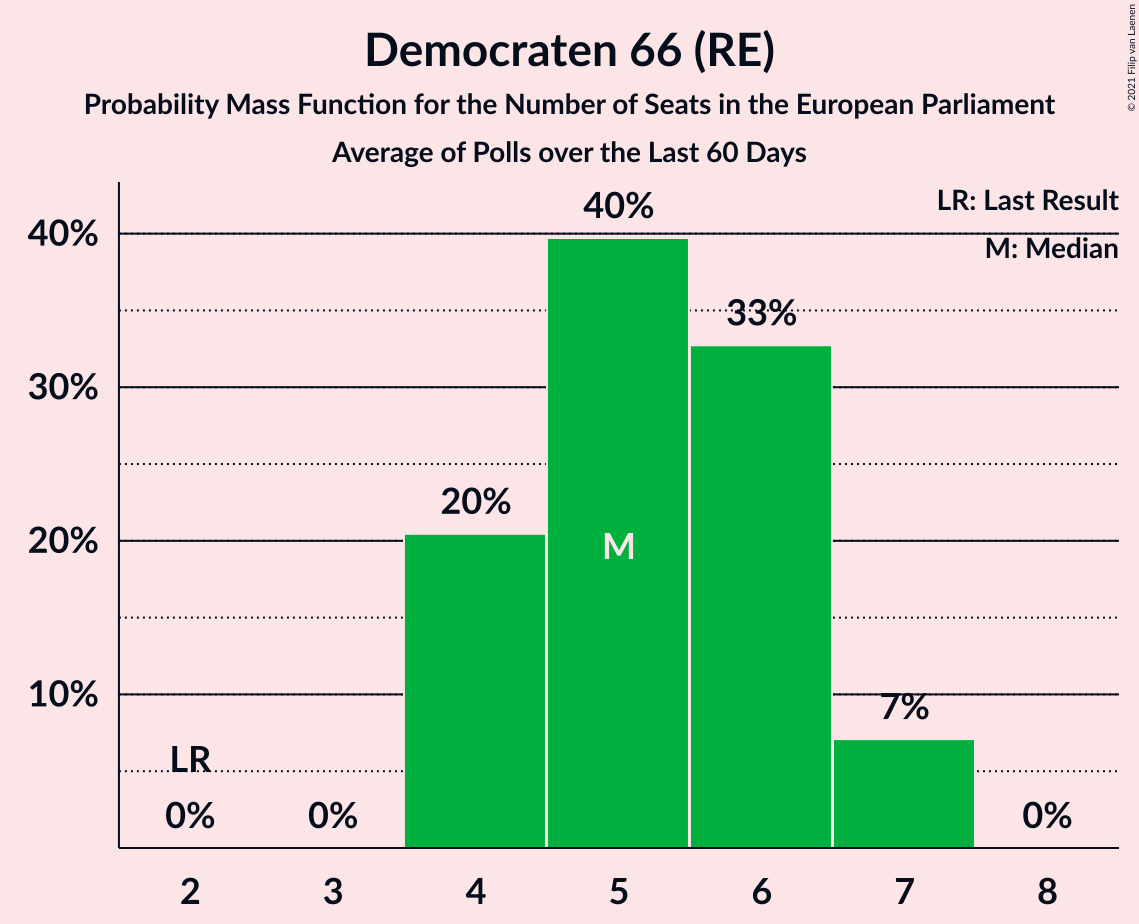 Democraten 66 (RE)
Probability Mass Function for the Number of Seats in the European Parliament
Average of Polls over the Last 60 Days
© 2021 Filip van Laenen
LR: Last Result
M: Median
40%
30%
20%
10%
40%
33%
20%
7%
M
LR
0%
0%
0%
2 3 4 5 6 7 8